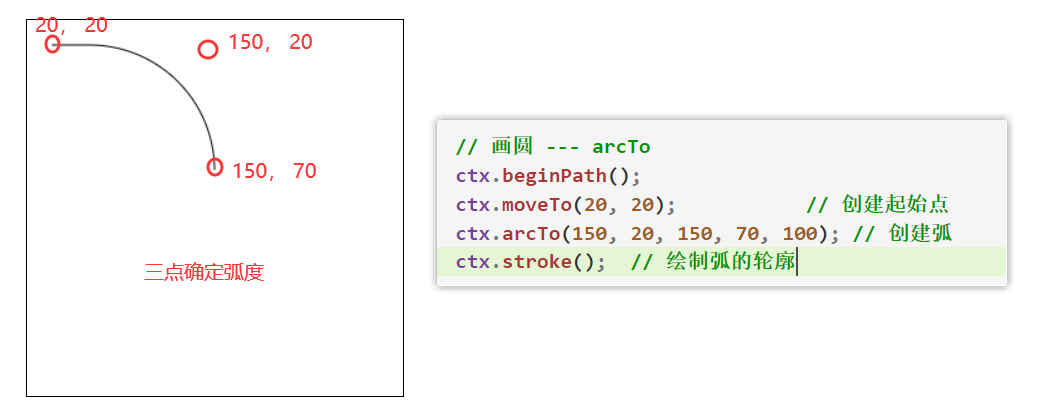 20， 20
150， 20
150， 70
三点确定弧度
// 画圆 --- arcTo
ctx.beginPath();
ctx.moveTo(20, 20); // 创建起始点
ctx.arcTo(150, 20, 150, 70, 100); // 创建弧
ctx.stroke(); // 绘制弧的轮廓